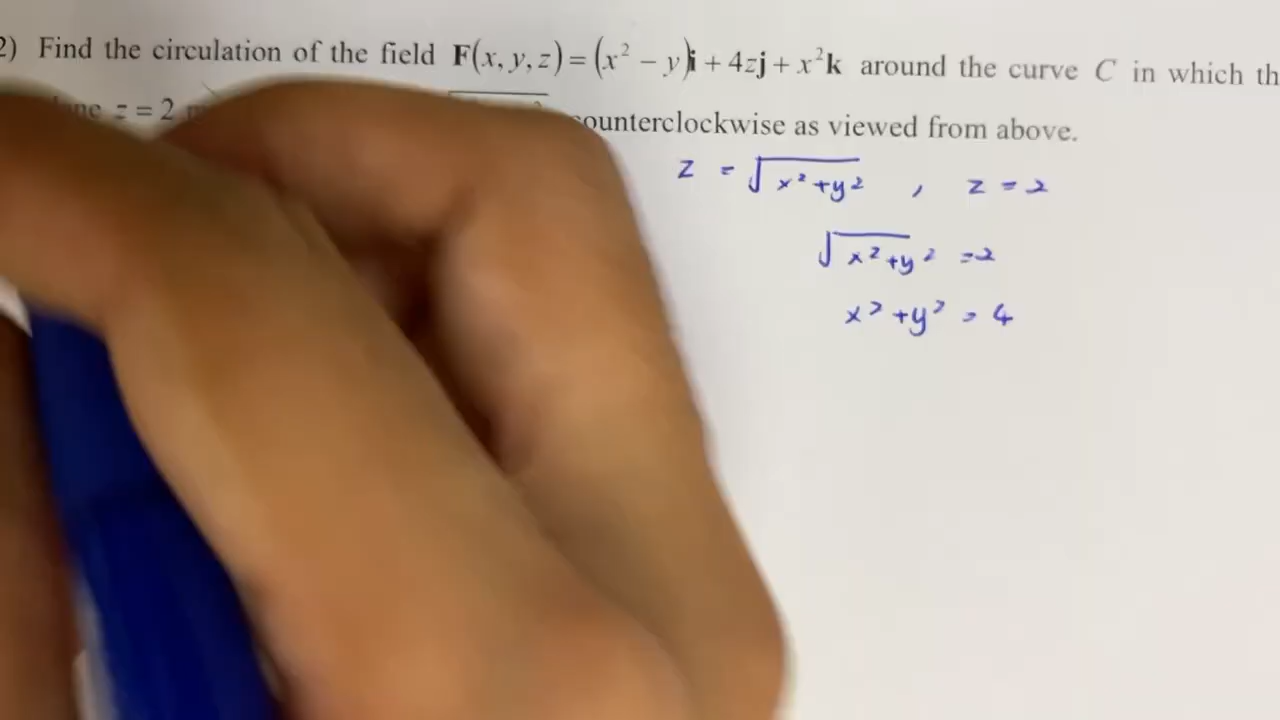 2) Find the circulation of the field F(x, y, z) = (x² − y)i + 4zj + x²k around the curve C in which th
z = 2
counterclockwise as viewed from above.
z = √x²+y² , z = 2
√x²+y² = 2
x² + y² = 4